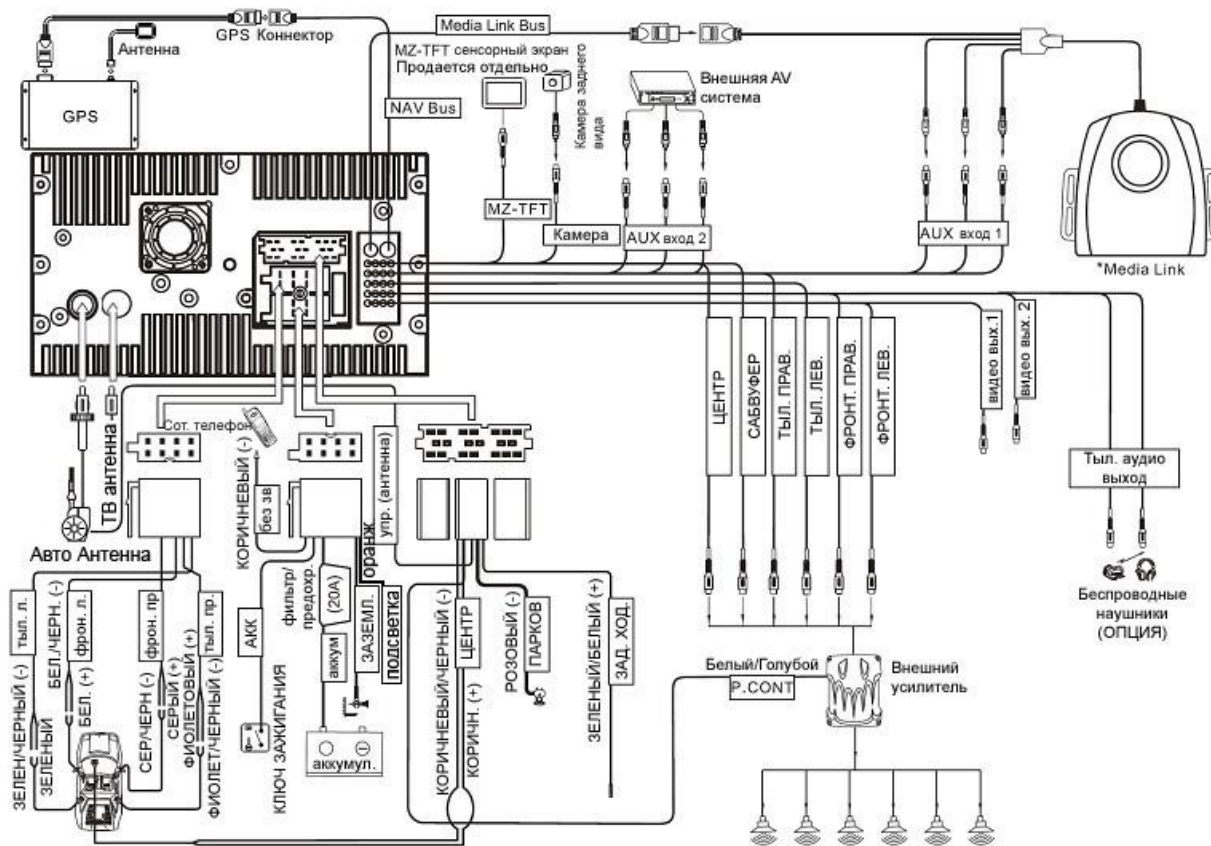 Антенна
GPS Коннектор
GPS
Media Link Bus
MZ-TFT сенсорный экран
Продается отдельно
NAV Bus
MZ-TFT
Камера заднего
вида
Камера
Внешняя AV
система
AUX вход 2
AUX вход 1
*Media Link
ЦЕНТР
САБВУФЕР
ТЫЛ. ПРАВ.
ТЫЛ. ЛЕВ.
ФРОНТ. ПРАВ.
ФРОНТ. ЛЕВ.
видео вых.1
видео вых. 2
Тыл. аудио
выход
Беспроводные
наушники
(ОПЦИЯ)
ТВ антенна
Авто Антенна
Сот. телефон
КОРИЧНЕВЫЙ (-)
без зв
упр. (антенна)
оранж
тыл. л.
ЗЕЛЕН/ЧЕРНЫЙ (-)
ЗЕЛЕНЫЙ
БЕЛ./ЧЕРН. (-)
фрон. л.
БЕЛ. (+)
фрон. пр
СЕР/ЧЕРН (-)
СЕРЫЙ (+)
ФИОЛЕТОВЫЙ (+)
тыл. пр.
ФИОЛЕТ/ЧЕРНЫЙ (-)
АКК
КЛЮЧ ЗАЖИГАНИЯ
фильтр/
предохр.
(20A)
аккум
ЗАЗЕМЛ.
подсветка
аккумул.
КОРИЧНЕВЫЙ/ЧЕРНЫЙ (-)
ЦЕНТР
КОРИЧН. (+)
РОЗОВЫЙ (-)
ПАРКОВ
ЗЕЛЕНЫЙ/БЕЛЫЙ (+)
ЗАД. ХОД.
Белый/Голубой
P.CONT
Внешний
усилитель